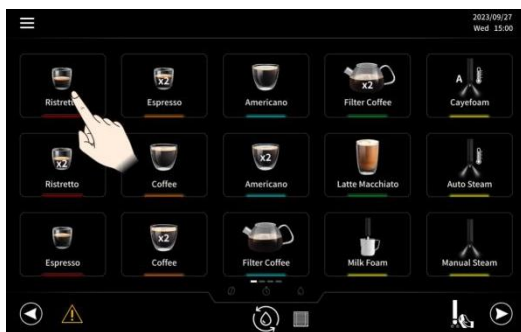 2023/09/27
Wed 15:00
x2
x2
A
Ristretto
Espresso
Americano
Filter Coffee
Cayefoam
x2
x2
Ristretto
Coffee
Americano
Latte Macchiato
Auto Steam
x2
Espresso
Coffee
Filter Coffee
Milk Foam
Manual Steam